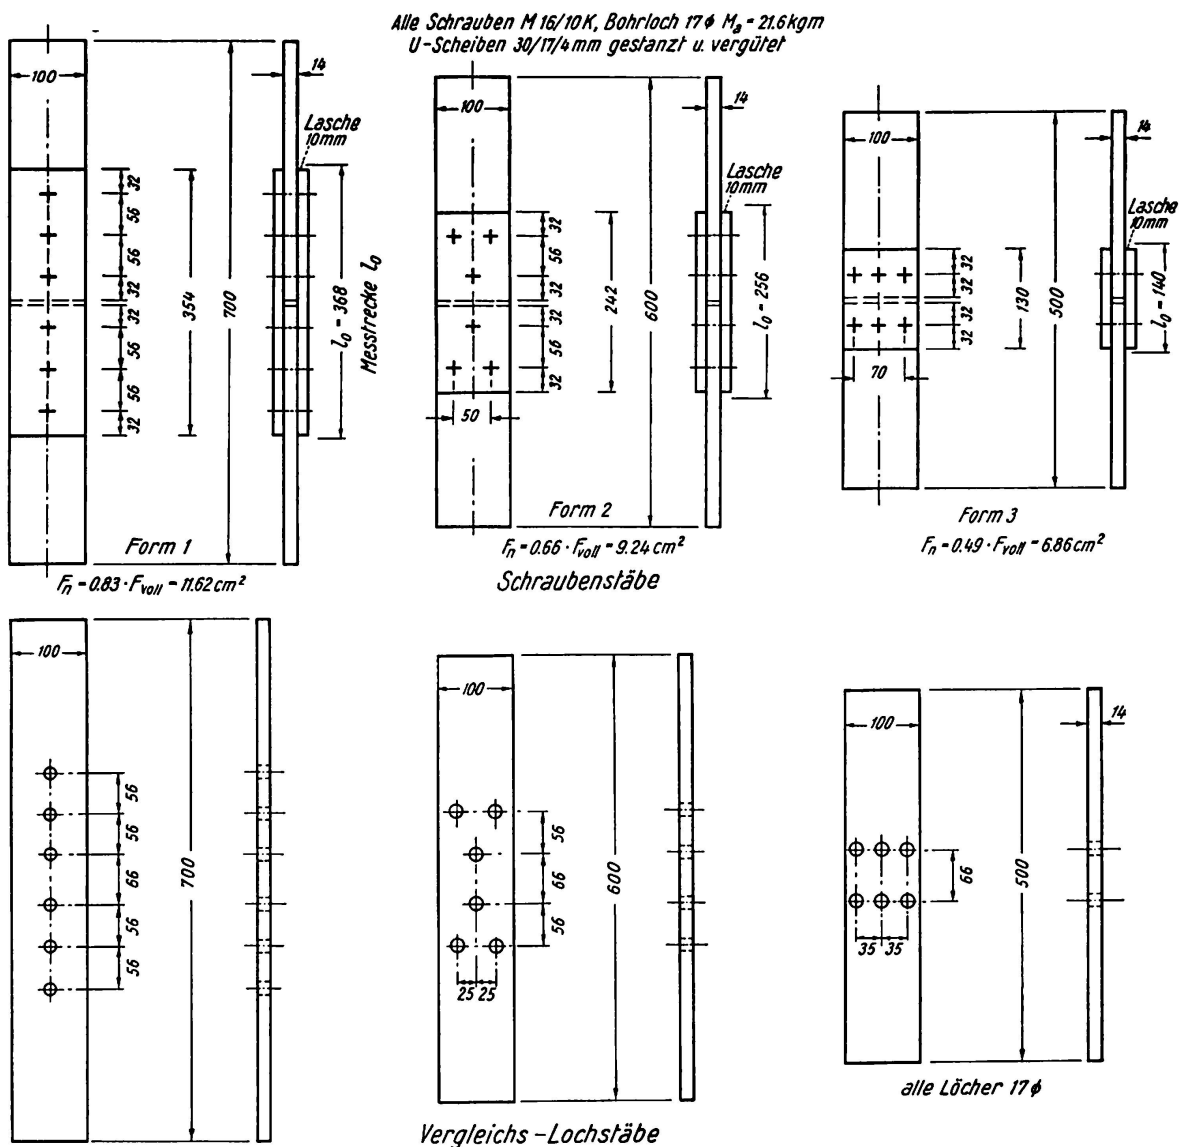 Alle Schrauben M 16/10 K, Bohrloch 17 ϕ Ma = 21.6 kgm
U-Scheiben 30/17/4 mm gestanzt u. vergütet
100
14
Lasche
10mm
32
56
56
32
32
56
56
32
354
700
l0 = 368
Messtrecke l0
Form 1
Fn = 0.83 · Fvoll = 11.62 cm²
100
14
Lasche
10mm
32
56
32
32
56
32
242
600
l0 = 256
50
Form 2
Fn = 0.66 · Fvoll = 9.24 cm²
100
14
Lasche
10mm
32
32
32
32
130
500
l0 = 140
70
Form 3
Fn = 0.49 · Fvoll = 6.86 cm²
Schraubenstäbe
100
56
56
66
56
56
700
100
56
66
56
600
25 25
100
14
66
500
35 35
alle Löcher 17 ϕ
Vergleichs-Lochstäbe